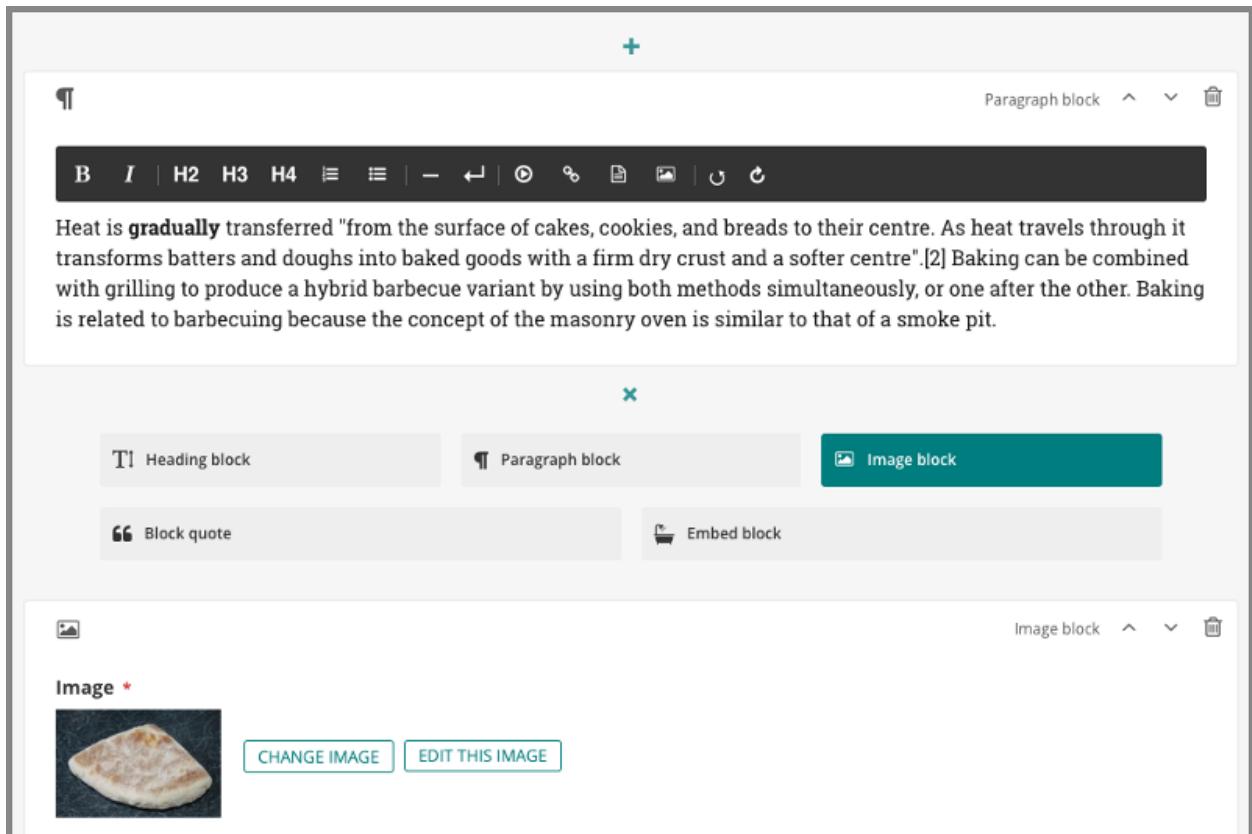 Paragraph block
B I H2 H3 H4
Heat is gradually transferred "from the surface of cakes, cookies, and breads to their centre. As heat travels through it
transforms batters and doughs into baked goods with a firm dry crust and a softer centre".[2] Baking can be combined
with grilling to produce a hybrid barbecue variant by using both methods simultaneously, or one after the other. Baking
is related to barbecuing because the concept of the masonry oven is similar to that of a smoke pit.
Heading block Paragraph block Image block
Block quote Embed block
Image block
Image *
CHANGE IMAGE EDIT THIS IMAGE